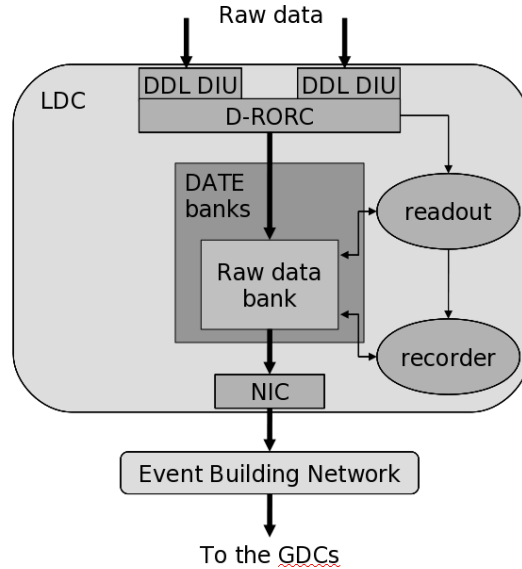 Raw data
DDL DIU
DDL DIU
LDC
D-RORC
DATE
banks
readout
Raw data
bank
recorder
NIC
Event Building Network
To the GDCs